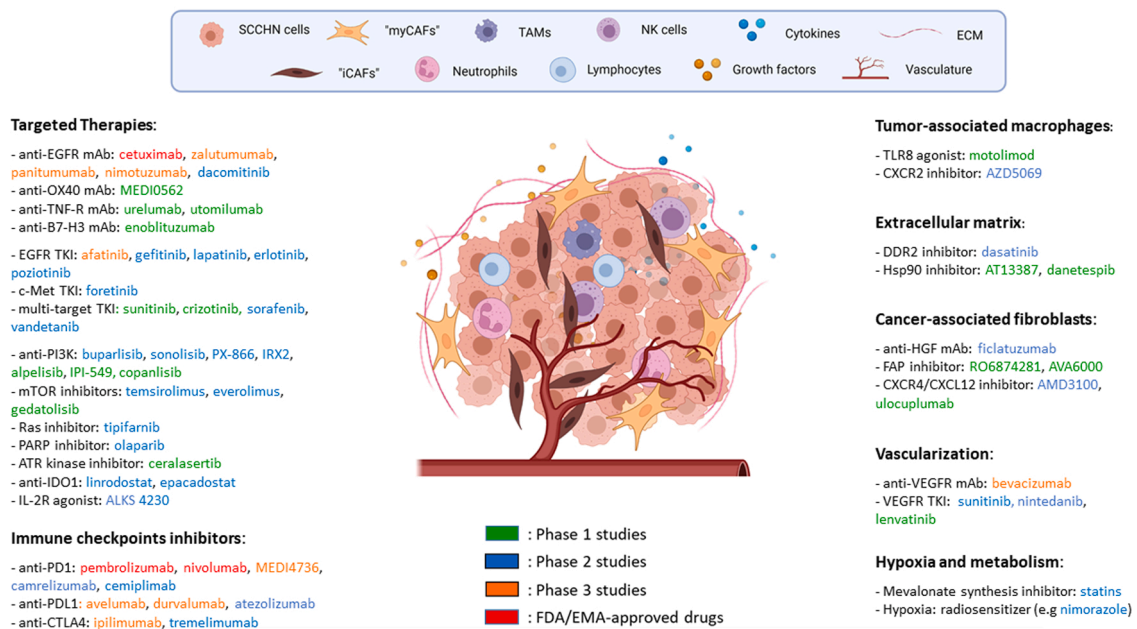 SCCHN cells
"myCAFs"
TAMs
NK cells
Cytokines
ECM
"iCAFs"
Neutrophils
Lymphocytes
Growth factors
Vasculature
Targeted Therapies:
- anti-EGFR mAb: cetuximab, zalutumumab,
panitumumab, nimotuzumab, dacomitinib
- anti-OX40 mAb: MEDI0562
- anti-TNF-R mAb: urelumab, utomilumab
- anti-B7-H3 mAb: enoblituzumab
- EGFR TKI: afatinib, gefitinib, lapatinib, erlotinib,
poziotinib
- c-Met TKI: foretinib
- multi-target TKI: sunitinib, crizotinib, sorafenib,
vandetanib
- anti-PI3K: buparlisib, sonolisib, PX-866, IRX2,
alpelisib, IPI-549, copanlisib
- mTOR inhibitors: temsirolimus, everolimus,
gedatolisib
- Ras inhibitor: tipifarnib
- PARP inhibitor: olaparib
- ATR kinase inhibitor: ceralasertib
- anti-IDO1: linrodostat, epacadostat
- IL-2R agonist: ALKS 4230
Immune checkpoints inhibitors:
- anti-PD1: pembrolizumab, nivolumab, MEDI4736,
camrelizumab, cemiplimab
- anti-PDL1: avelumab, durvalumab, atezolizumab
- anti-CTLA4: ipilimumab, tremelimumab
: Phase 1 studies
: Phase 2 studies
: Phase 3 studies
: FDA/EMA-approved drugs
Tumor-associated macrophages:
- TLR8 agonist: motolimod
- CXCR2 inhibitor: AZD5069
Extracellular matrix:
- DDR2 inhibitor: dasatinib
- Hsp90 inhibitor: AT13387, danetespib
Cancer-associated fibroblasts:
- anti-HGF mAb: ficlatuzumab
- FAP inhibitor: RO6874281, AVA6000
- CXCR4/CXCL12 inhibitor: AMD3100,
ulocuplumab
Vascularization:
- anti-VEGFR mAb: bevacizumab
- VEGFR TKI: sunitinib, nintedanib,
lenvatinib
Hypoxia and metabolism:
- Mevalonate synthesis inhibitor: statins
- Hypoxia: radiosensitizer (e.g nimorazole)